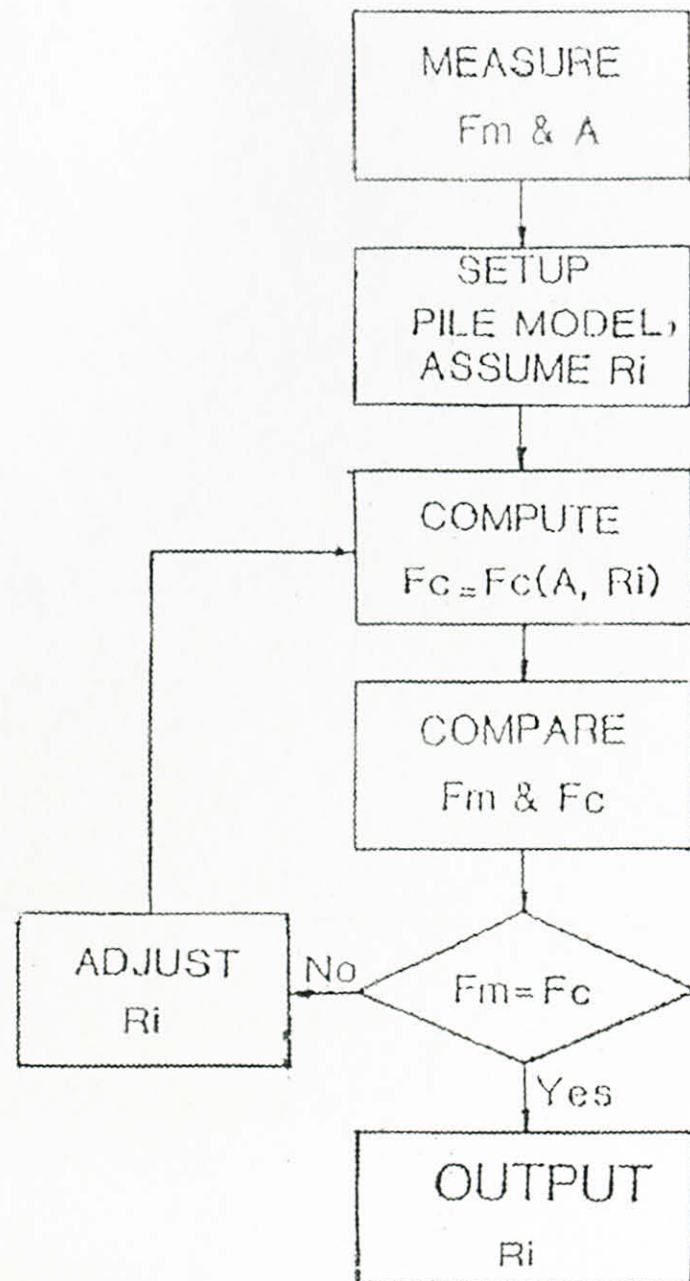 MEASURE
Fm & A
SETUP
PILE MODEL,
ASSUME Ri
COMPUTE
Fc=Fc(A, Ri)
COMPARE
Fm & Fc
ADJUST
Ri
No
Fm=Fc
Yes
OUTPUT
Ri